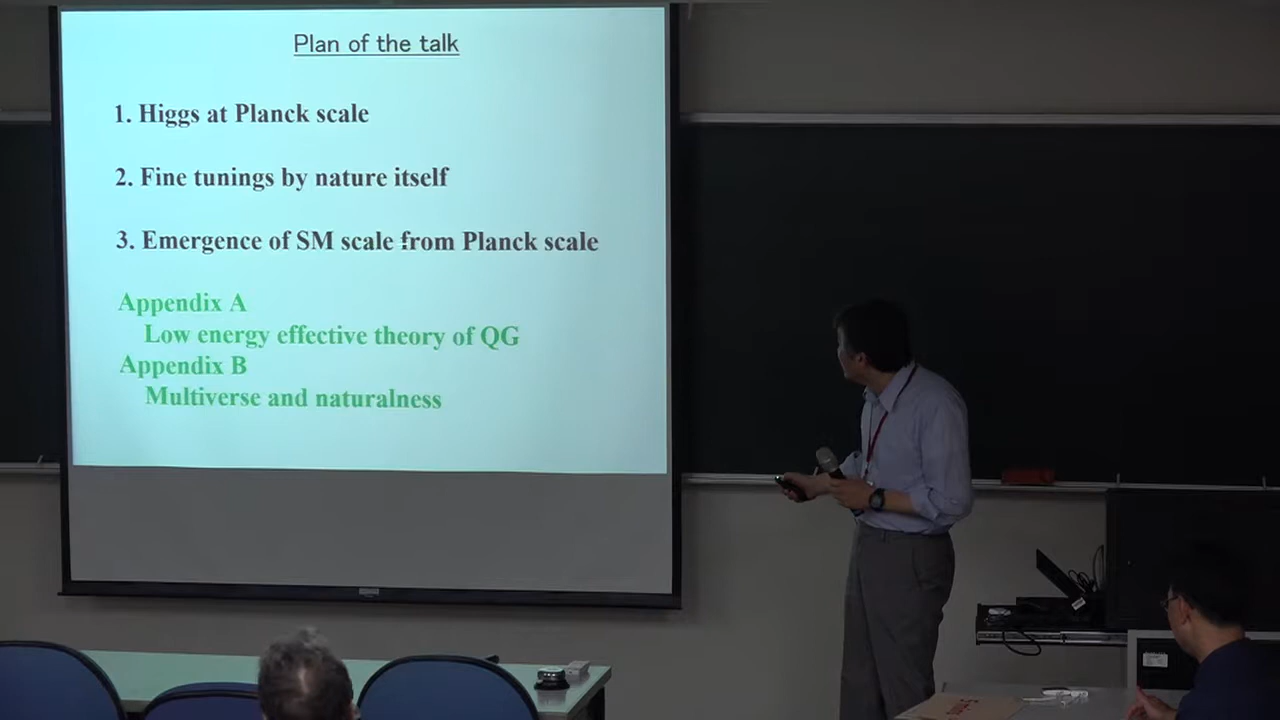 Plan of the talk
1. Higgs at Planck scale
2. Fine tunings by nature itself
3. Emergence of SM scale from Planck scale
Appendix A
Low energy effective theory of QG
Appendix B
Multiverse and naturalness